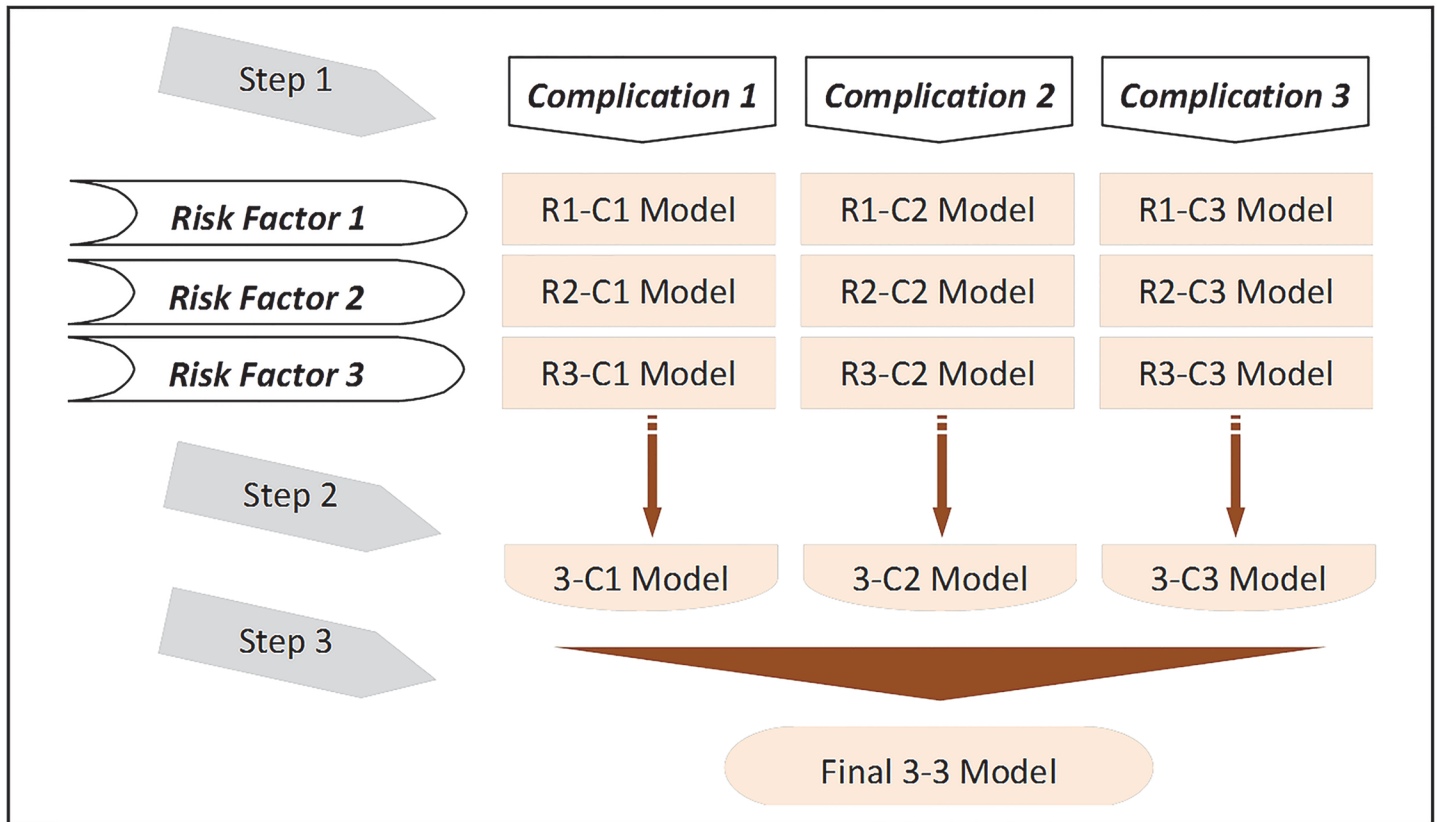 Step 1
Complication 1
Complication 2
Complication 3
Risk Factor 1
R1-C1 Model
R1-C2 Model
R1-C3 Model
Risk Factor 2
R2-C1 Model
R2-C2 Model
R2-C3 Model
Risk Factor 3
R3-C1 Model
R3-C2 Model
R3-C3 Model
Step 2
3-C1 Model
3-C2 Model
3-C3 Model
Step 3
Final 3-3 Model